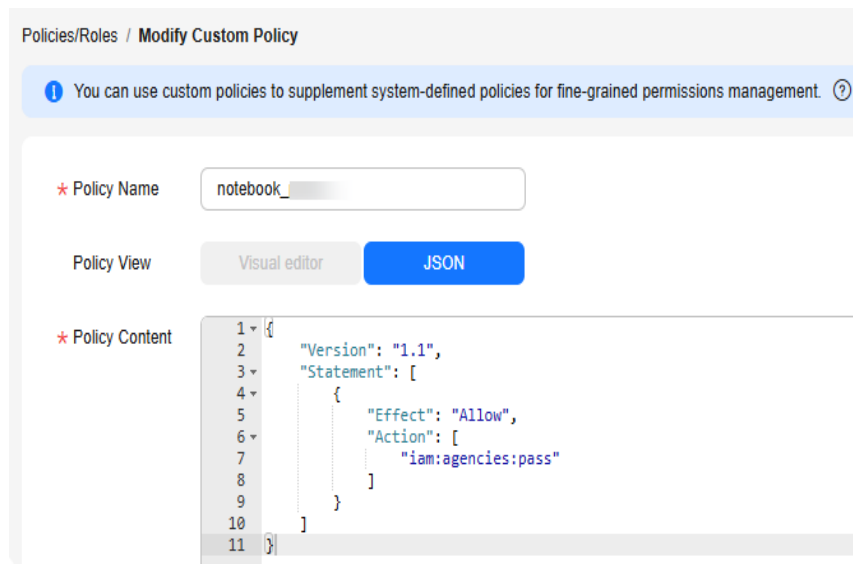 Policies/Roles / Modify Custom Policy
You can use custom policies to supplement system-defined policies for fine-grained permissions management.
* Policy Name notebook_
Policy View Visual editor JSON
* Policy Content
1 {
2 "Version": "1.1",
3 "Statement": [
4 {
5 "Effect": "Allow",
6 "Action": [
7 "iam:agencies:pass"
8 ]
9 }
10 ]
11 }